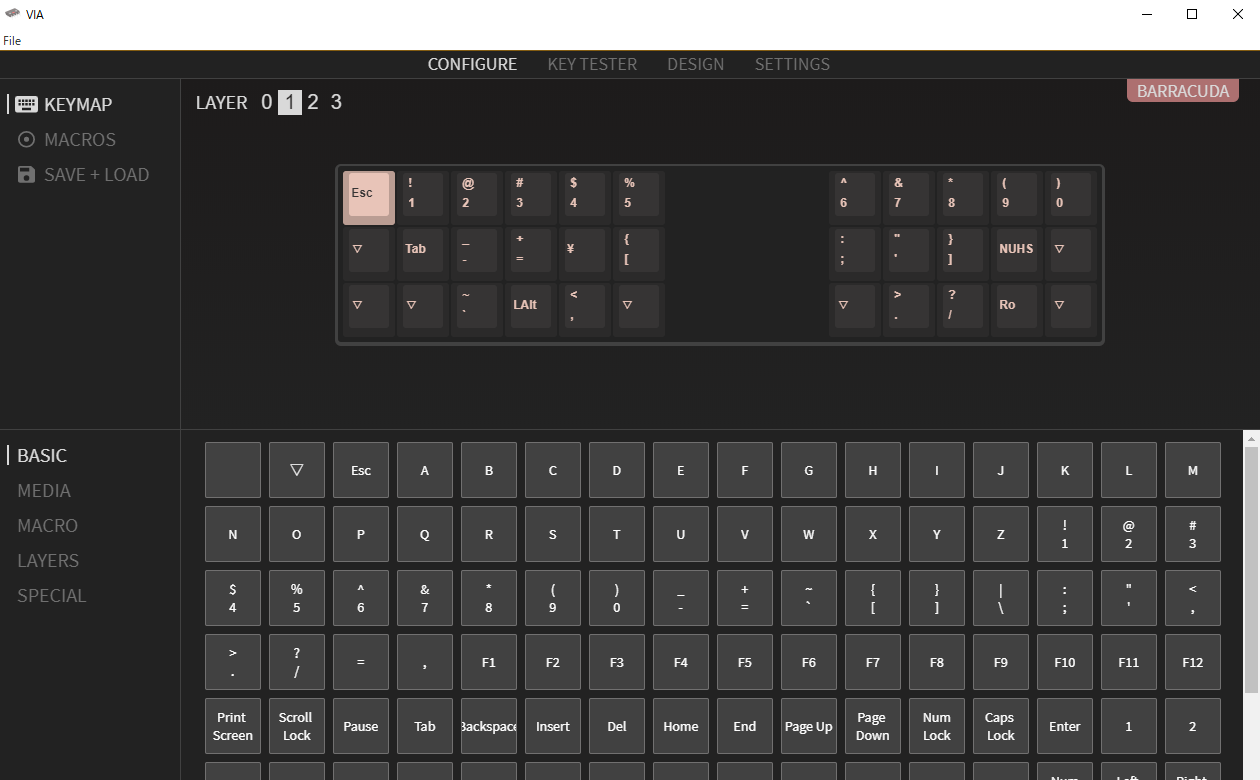 VIA
File
CONFIGURE KEY TESTER DESIGN SETTINGS
KEYMAP
MACROS
SAVE + LOAD
LAYER 0 1 2 3
BARRACUDA
Esc ! @ # $ % ^ & * ( )
1 2 3 4 5 6 7 8 9 0
▽ Tab _ + ¥ { : " } NUHS ▽
- = [ ; ' ]
▽ ▽ ~ LAlt < ▽ ▽ > ? Ro ▽
` , . /
BASIC
MEDIA
MACRO
LAYERS
SPECIAL
▽ Esc A B C D E F G H I J K L M
N O P Q R S T U V W X Y Z ! @ #
1 2 3
$ % ^ & * ( ) _ + ~ { } | : " <
4 5 6 7 8 9 0 - = ` [ ] \ ; ' ,
> ? = , F1 F2 F3 F4 F5 F6 F7 F8 F9 F10 F11 F12
. /
Print Scroll Pause Tab Backspace Insert Del Home End Page Up Page Num Caps Enter 1 2
Screen Lock Down Lock Lock
Num Left Right